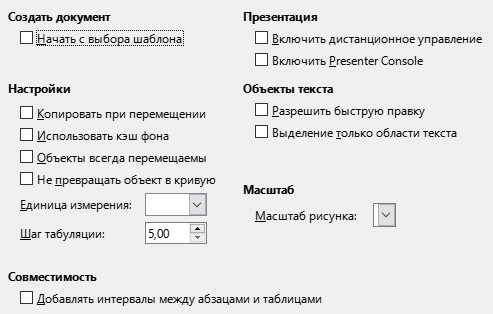 Создать документ
Начать с выбора шаблона
Презентация
Включить дистанционное управление
Включить Presenter Console
Настройки
Копировать при перемещении
Использовать кэш фона
Объекты всегда перемещаемы
Не превращать объект в кривую
Единица измерения:
Шаг табуляции: 5,00
Объекты текста
Разрешить быструю правку
Выделение только области текста
Масштаб
Масштаб рисунка:
Совместимость
Добавлять интервалы между абзацами и таблицами